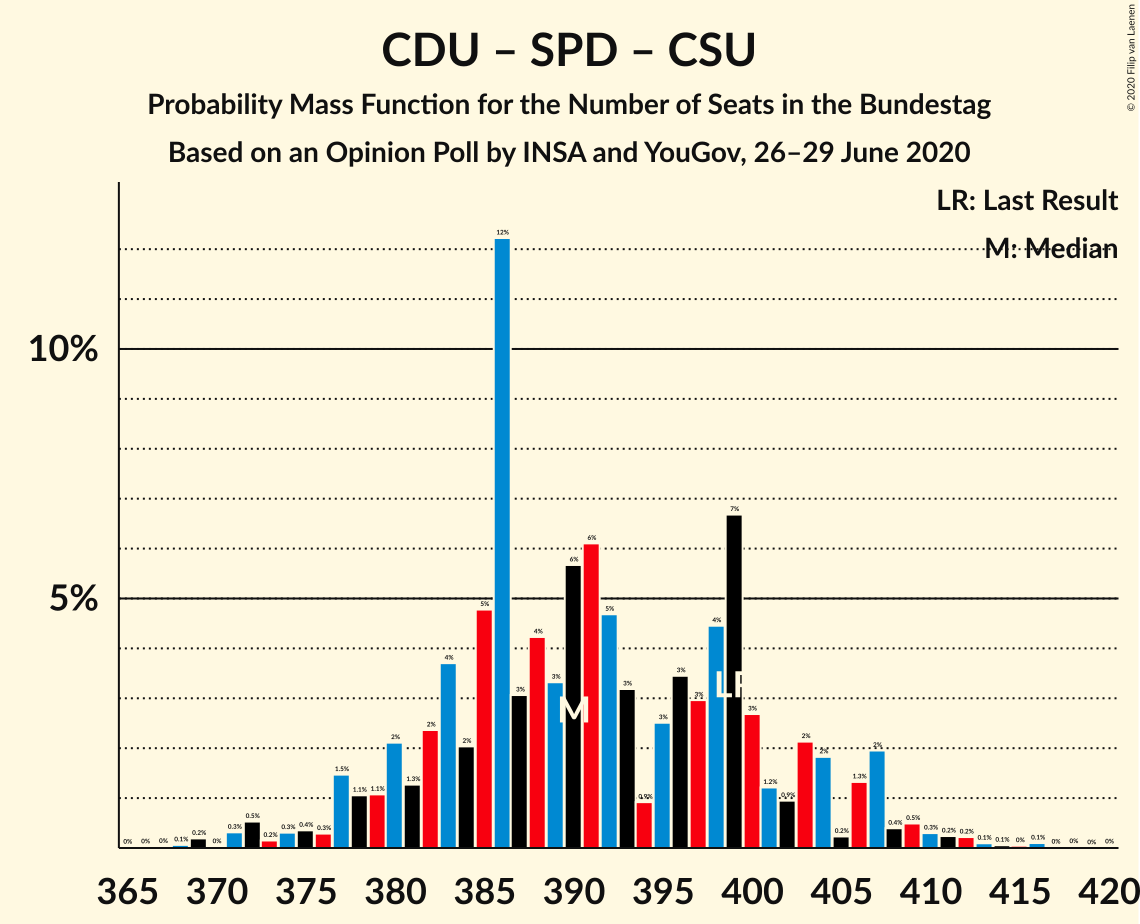 CDU – SPD – CSU
Probability Mass Function for the Number of Seats in the Bundestag
Based on an Opinion Poll by INSA and YouGov, 26–29 June 2020
© 2020 Filip van Laenen
LR: Last Result
M: Median
10%
5%
0% 0% 0% 0.1% 0.2% 0% 0.3% 0.5% 0.2% 0.3% 0.4% 0.3% 1.5% 1.1% 1.1% 2% 1.3% 2% 4% 2% 5% 12% 3% 4% 3% 6% 6% 5% 3% 0.9% 3% 3% 3% 4% 7% 3% 1.2% 0.9% 2% 2% 0.2% 1.3% 2% 0.4% 0.5% 0.3% 0.2% 0.2% 0.1% 0.1% 0% 0.1% 0% 0% 0% 0%
M
LR
365 370 375 380 385 390 395 400 405 410 415 420